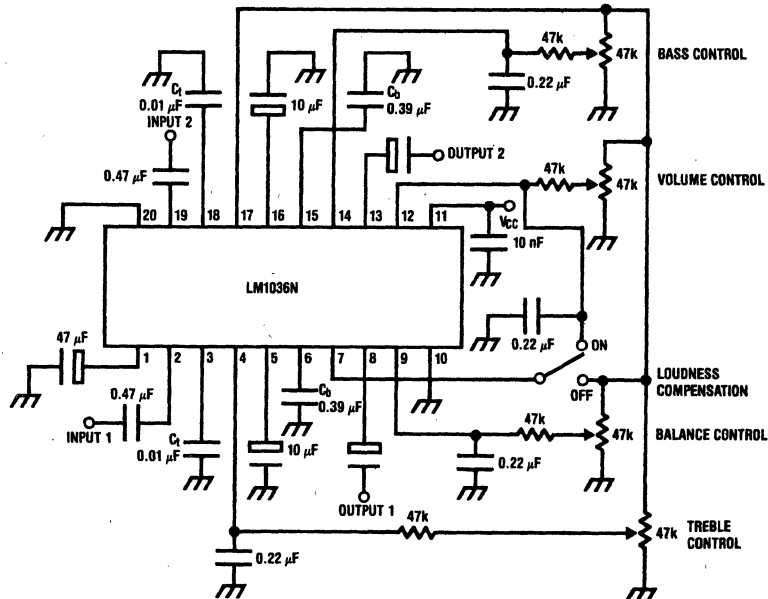 47k
47k
BASS CONTROL
Ct
0.01 μF
10 μF
Cb
0.39 μF
0.22 μF
INPUT 2
OUTPUT 2
0.47 μF
47k
47k
VOLUME CONTROL
20 19 18 17 16 15 14 13 12 11
VCC
10 nF
LM1036N
47 μF
0.22 μF
ON
1 2 3 4 5 6 7 8 9 10
OFF
LOUDNESS
COMPENSATION
0.47 μF
Cb
0.39 μF
INPUT 1
Ct
0.01 μF
10 μF
47k
47k
BALANCE CONTROL
0.22 μF
OUTPUT 1
47k
47k
TREBLE
CONTROL
0.22 μF